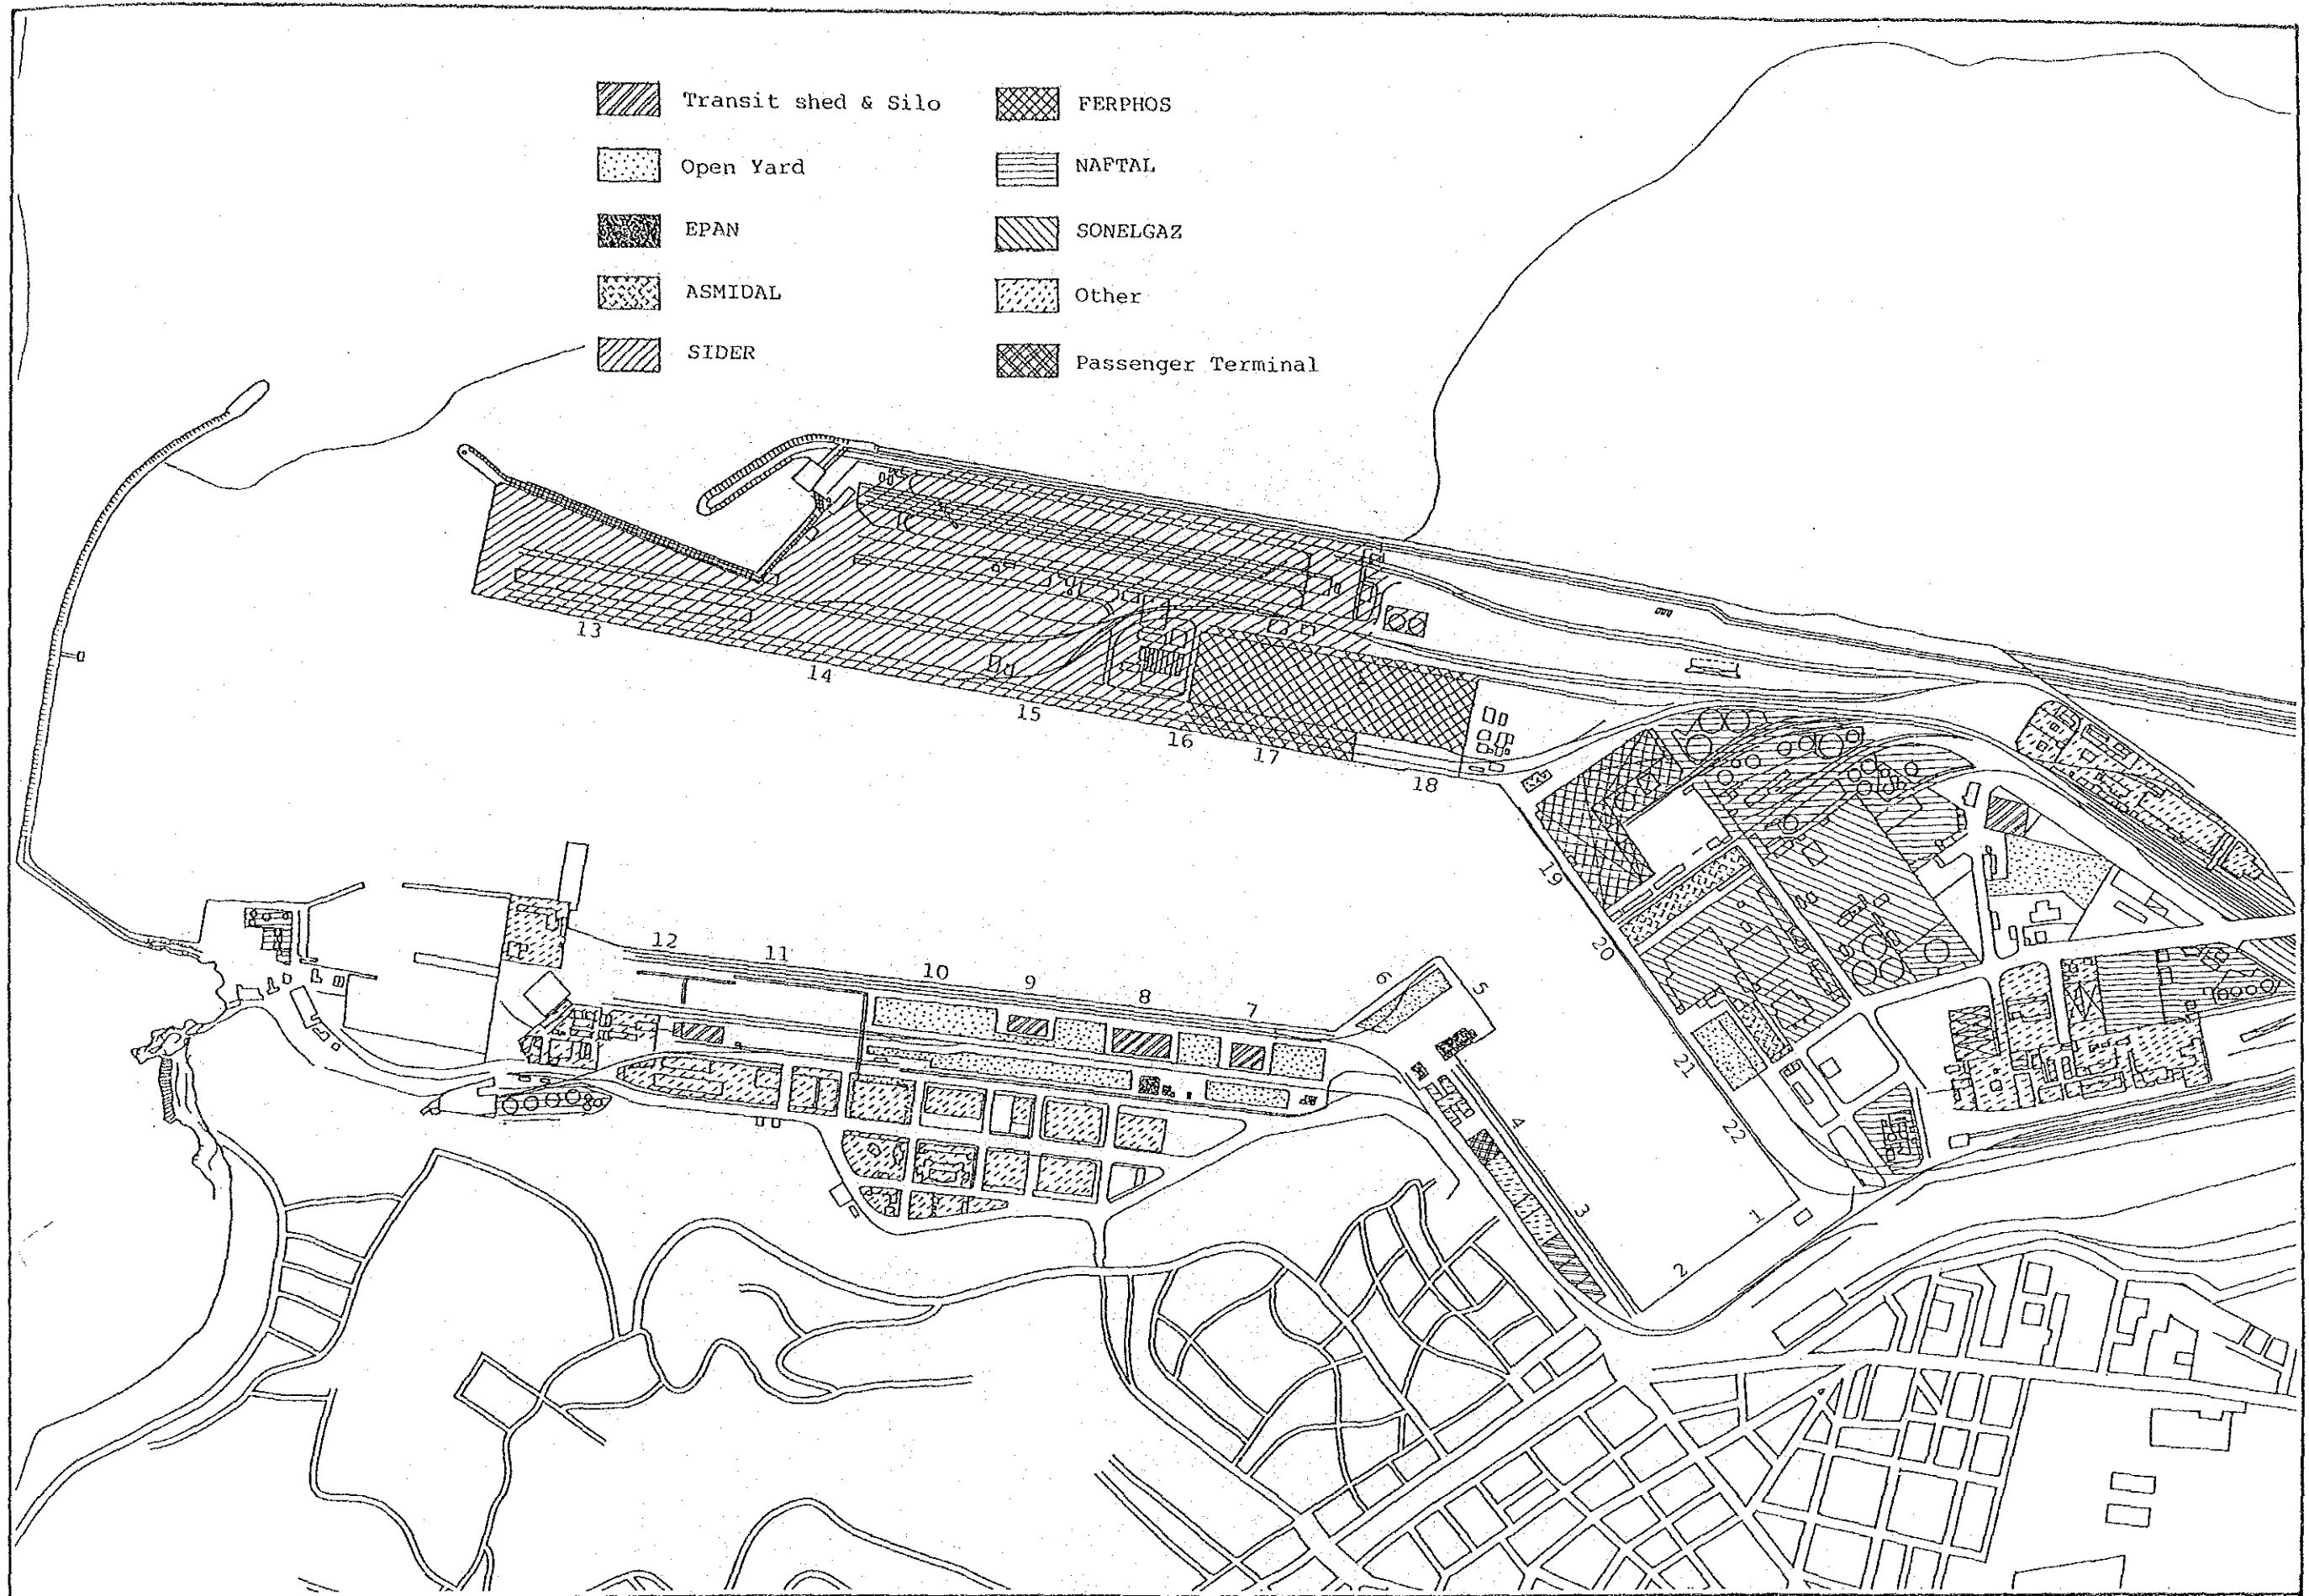 Transit shed & Silo
Open Yard
EPAN
ASMIDAL
SIDER
FERPHOS
NAFTAL
SONELGAZ
Other
Passenger Terminal
13
14
15
16
17
18
19
20
21
22
12
11
10
9
8
7
6
5
4
3
2
1